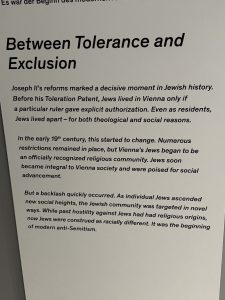 Es war der Beginn des modernen
Between Tolerance and
Exclusion
Joseph II's reforms marked a decisive moment in Jewish history.
Before his Toleration Patent, Jews lived in Vienna only if
a particular ruler gave explicit authorization. Even as residents,
Jews lived apart – for both theological and social reasons.
In the early 19th century, this started to change. Numerous
restrictions remained in place, but Vienna's Jews began to be
an officially recognized religious community. Jews soon
became integral to Vienna society and were poised for social
advancement.
But a backlash quickly occurred. As individual Jews ascended
new social heights, the Jewish community was targeted in novel
ways. While past hostility against Jews had had religious origins,
now Jews were construed as racially different. It was the beginning
of modern anti-Semitism.